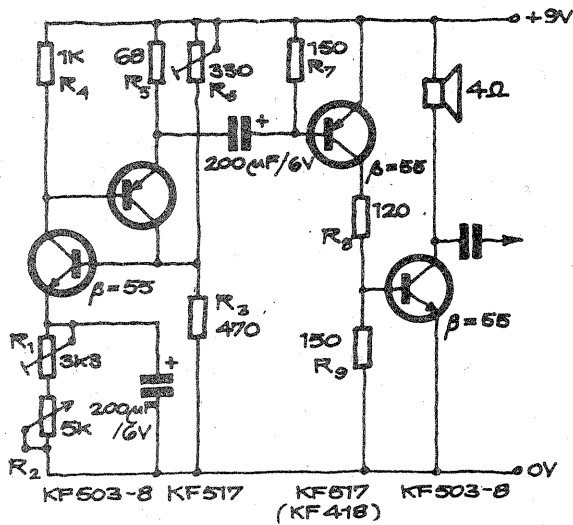 +9V
1K
R4
68
R5
330
R6
150
R7
4Ω
+
200μF/6V
β=55
120
R8
β=55
R3
470
R1
3k3
+
200μF
/6V
5k
R2
150
R9
β=55
0V
KF503-8 KF517 KF517 KF503-8
(KF418)